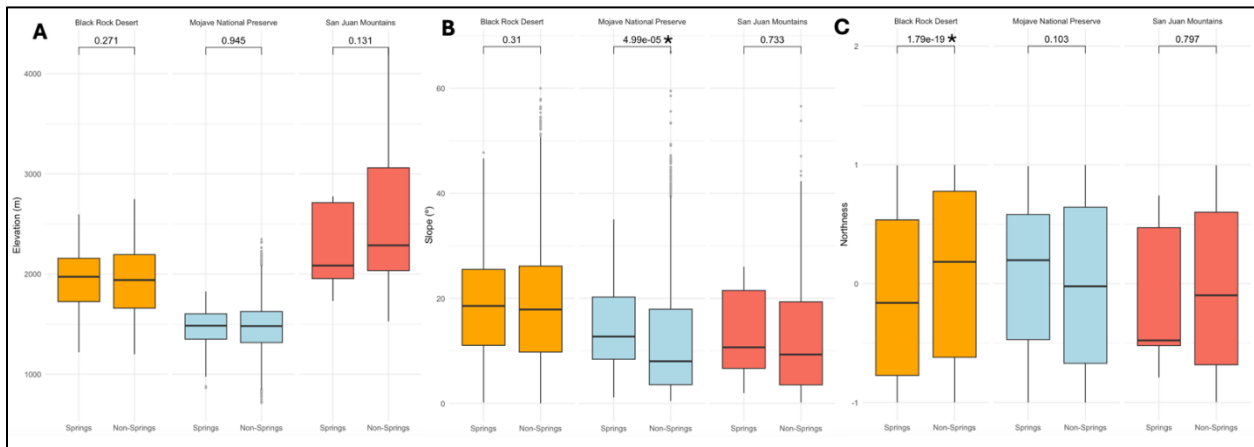 A
Black Rock Desert Mojave National Preserve San Juan Mountains
0.271 0.945 0.131
4000
3000
2000
1000
Elevation (m)
Springs Non-Springs Springs Non-Springs Springs Non-Springs
B
Black Rock Desert Mojave National Preserve San Juan Mountains
0.31 4.99e-05 * 0.733
60
40
20
0
Slope (°)
Springs Non-Springs Springs Non-Springs Springs Non-Springs
C
Black Rock Desert Mojave National Preserve San Juan Mountains
1.79e-19 * 0.103 0.797
2
1
0
-1
Northness
Springs Non-Springs Springs Non-Springs Springs Non-Springs